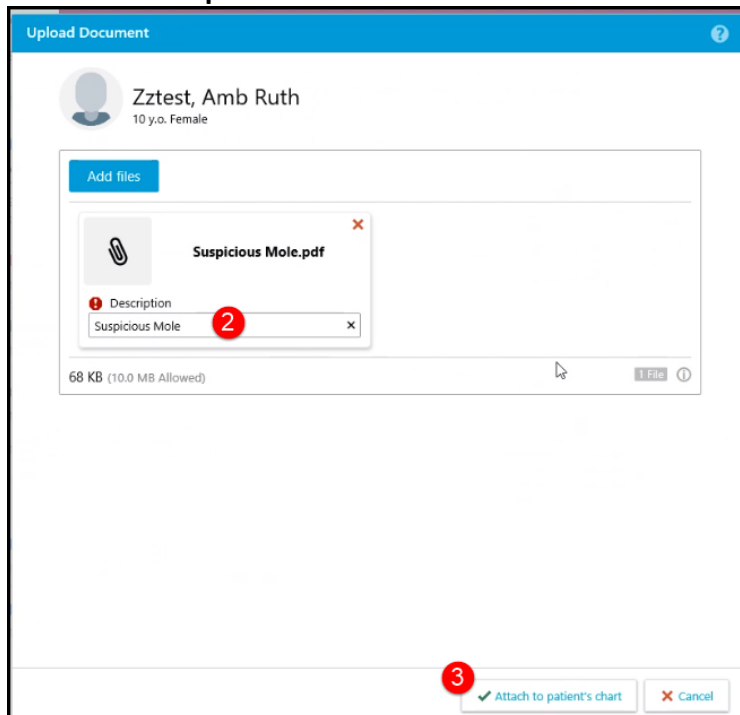 Upload Document
?
Zztest, Amb Ruth
10 y.o. Female
Add files
Suspicious Mole.pdf
Description
Suspicious Mole
2
68 KB (10.0 MB Allowed)
1 File
3
Attach to patient's chart
Cancel